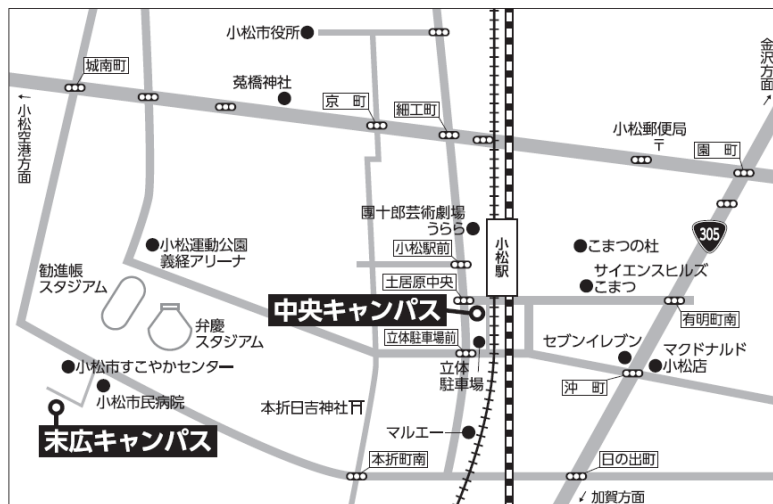 小松市役所
城南町
莵橋神社
京　町
細工町
←小松空港方面
金沢方面
小松郵便局
〒
園　町
團十郎芸術劇場
うらら
小松駅
305
こまつの杜
小松運動公園
義経アリーナ
小松駅前
サイエンスヒルズ
こまつ
勧進帳
スタジアム
土居原中央
中央キャンパス
有明町南
弁慶
スタジアム
立体駐車場前
立体
駐車場
セブンイレブン
マクドナルド
小松店
小松市すこやかセンター
小松市民病院
沖　町
本折日吉神社
末広キャンパス
マルエー
本折町南
日の出町
加賀方面